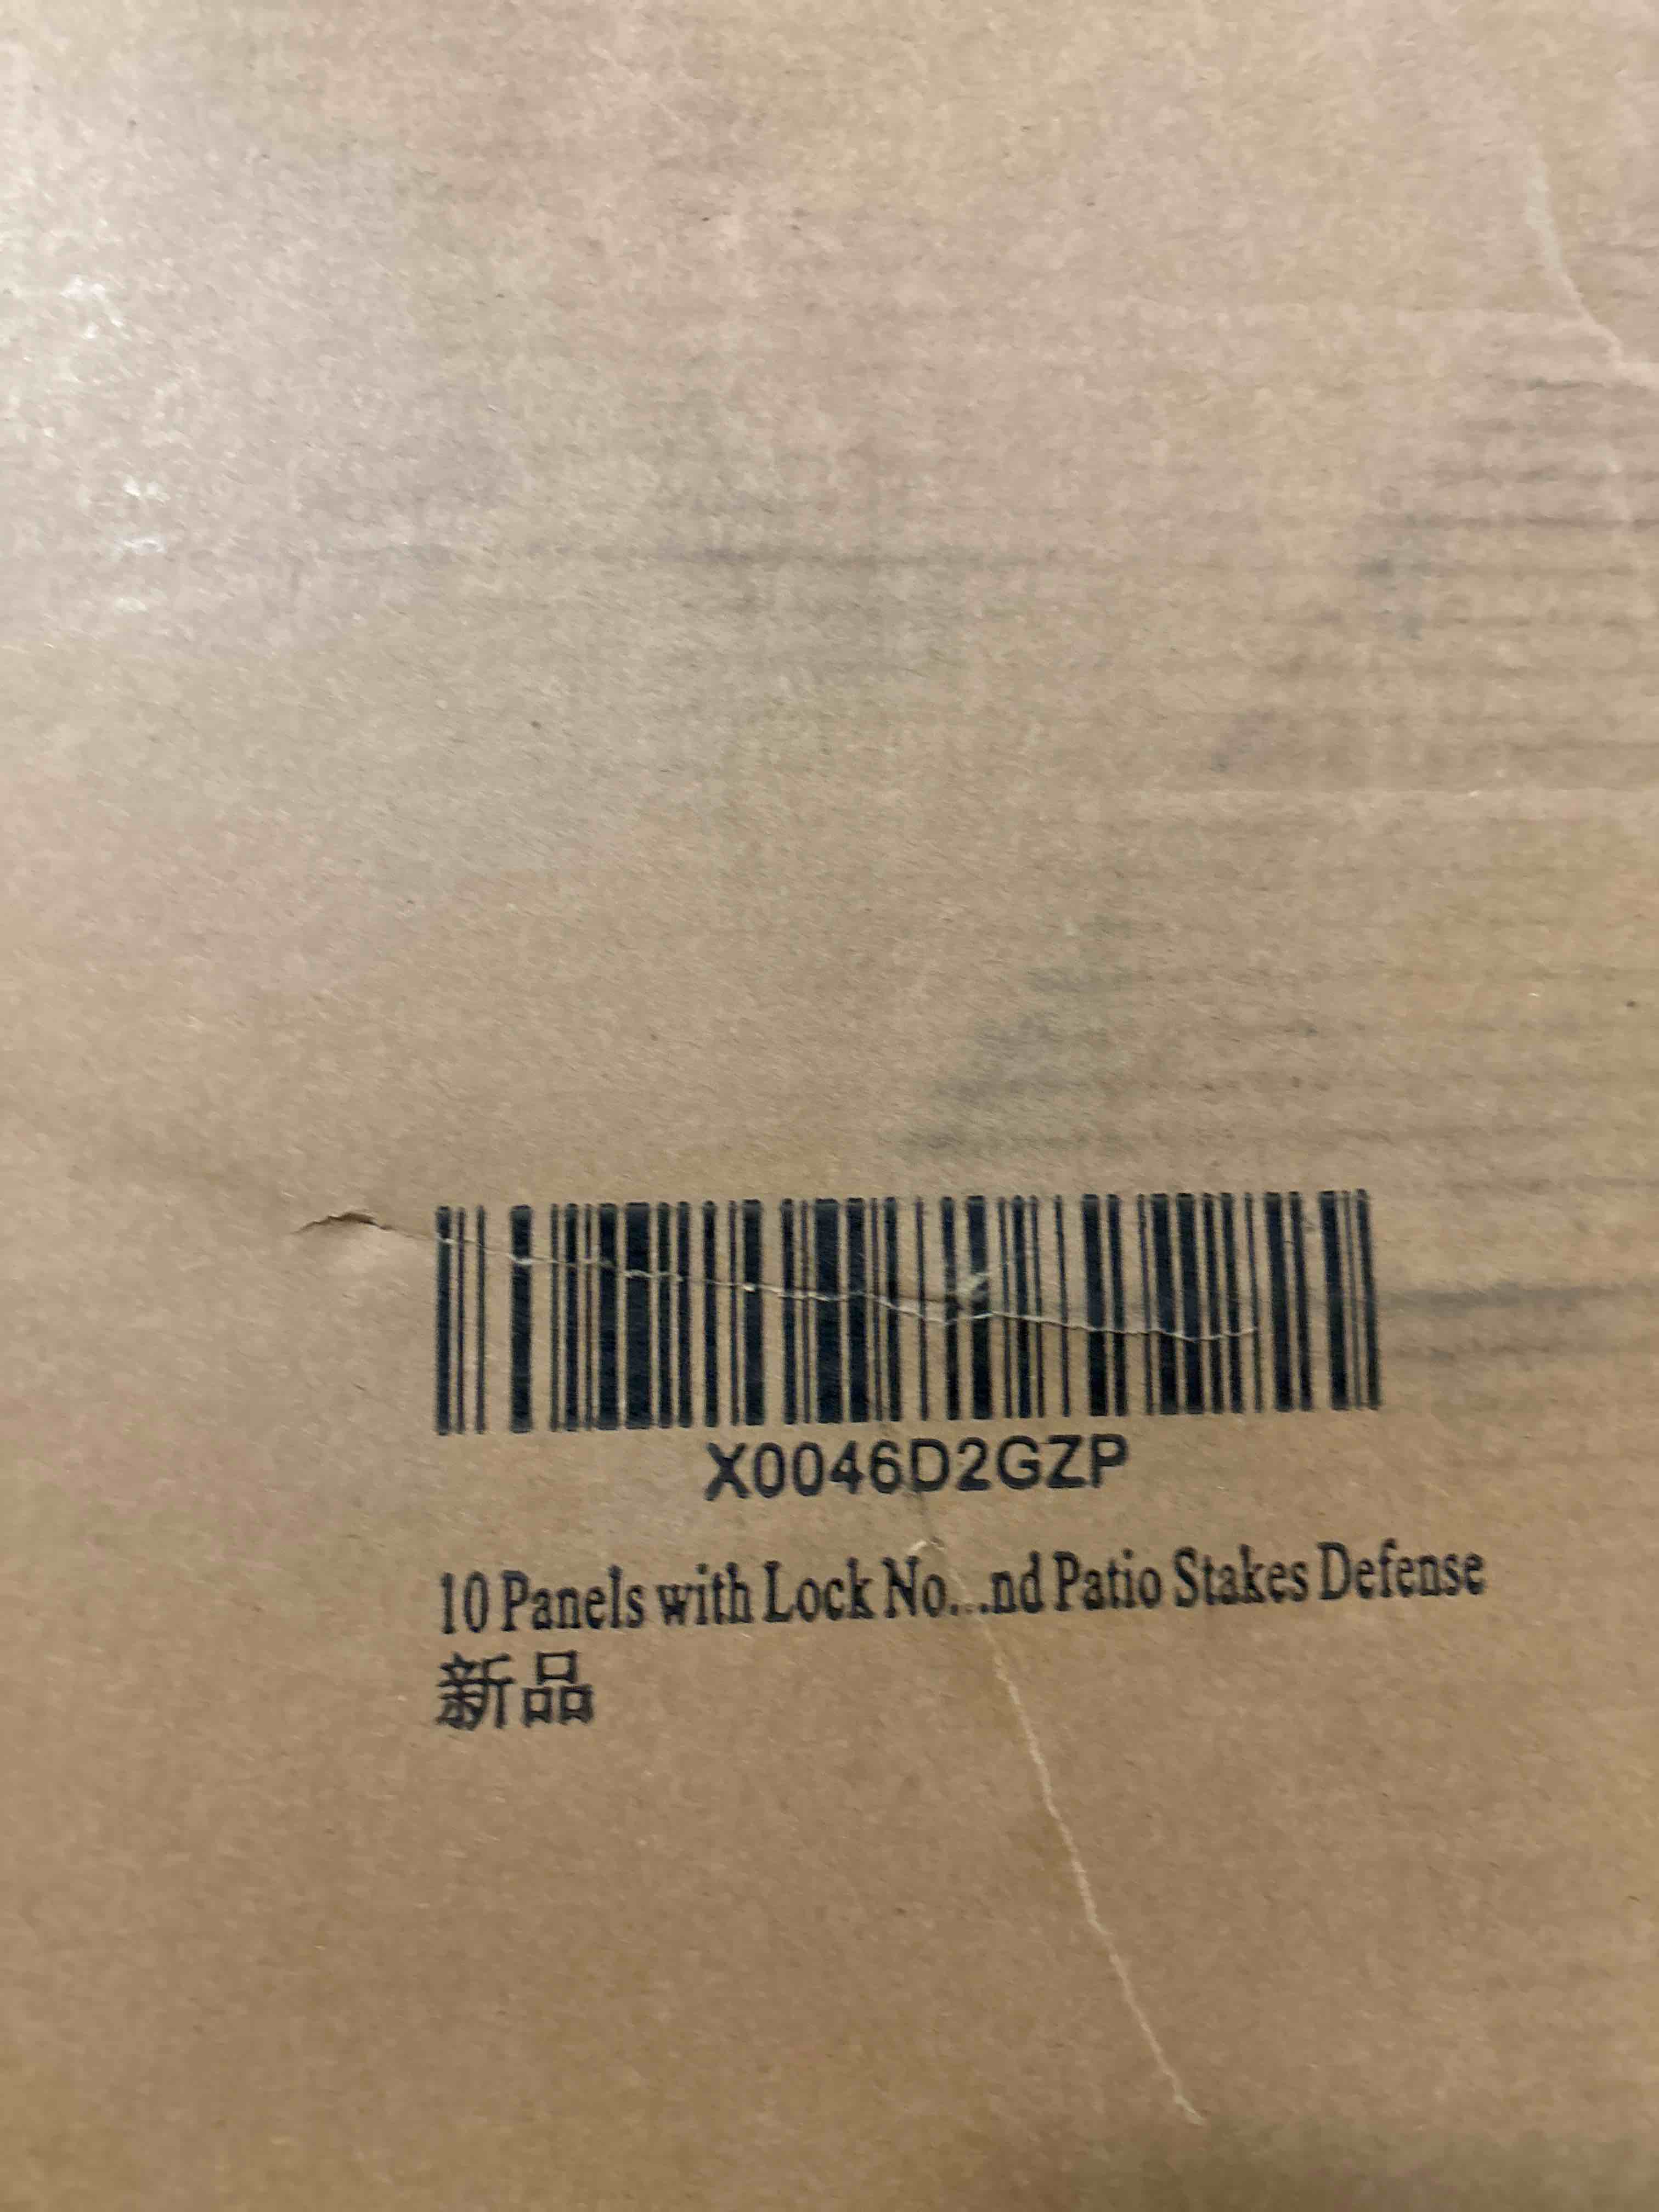 X0046D2GZP
10 Panels with Lock No...nd Patio Stakes Defense
新品